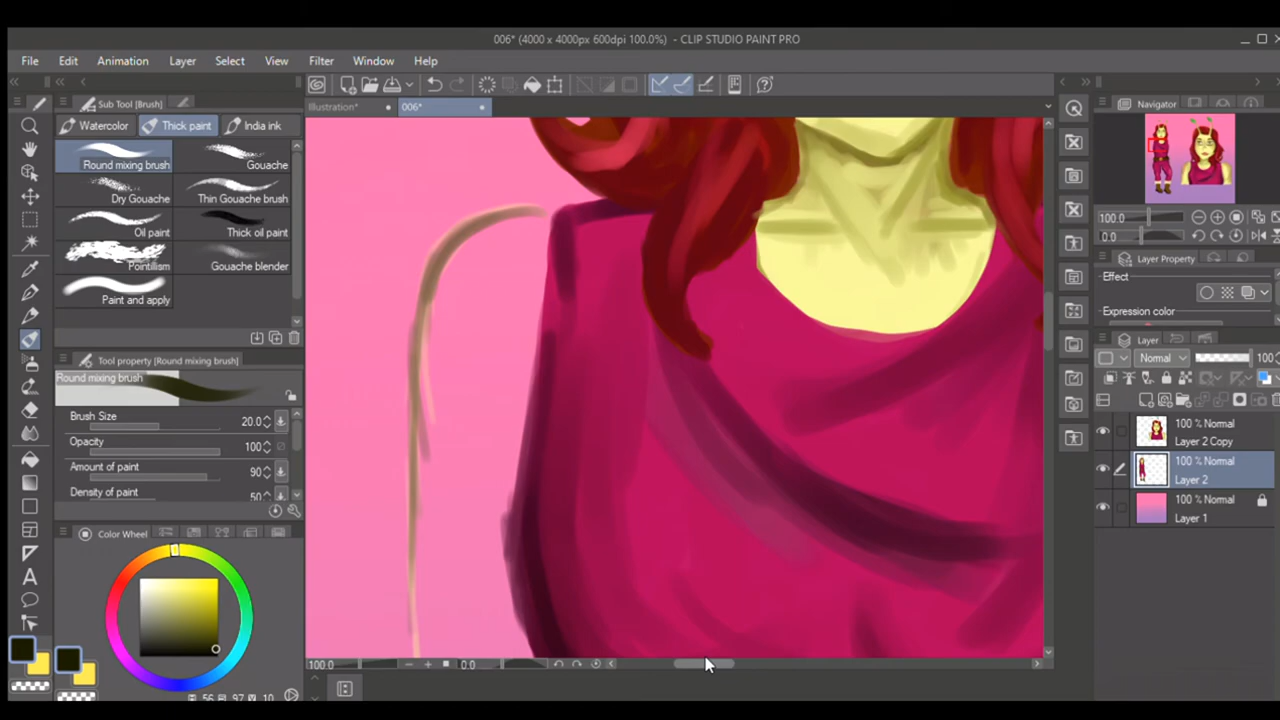 006* (4000 x 4000px 600dpi 100.0%) - CLIP STUDIO PAINT PRO
File Edit Animation Layer Select View Filter Window Help
Sub Tool [Brush]
Illustration* 006*
Navigator
Watercolor Thick paint India ink
Round mixing brush Gouache
Dry Gouache Thin Gouache brush
Oil paint Thick oil paint
Pointillism Gouache blender
Paint and apply
100.0
0.0
Layer Property
Effect
Expression color
Layer
Normal 100
Tool property [Round mixing brush]
Round mixing brush
Brush Size 20.0
Opacity 100
Amount of paint 90
Density of paint 50
100 % Normal
Layer 2 Copy
100 % Normal
Layer 2
100 % Normal
Layer 1
Color Wheel
A
100.0 0.0
56 97 10